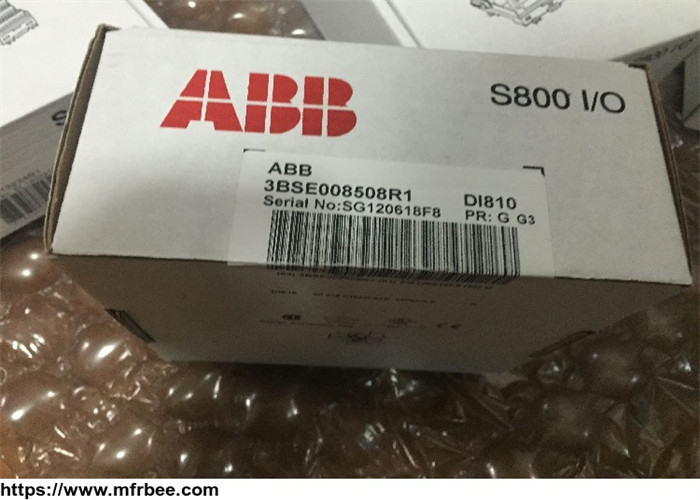 ABB
S800 I/O
ABB
3BSE008508R1 DI810
Serial No:SG120618F8 PR: G G3
https://www.mfrbee.com